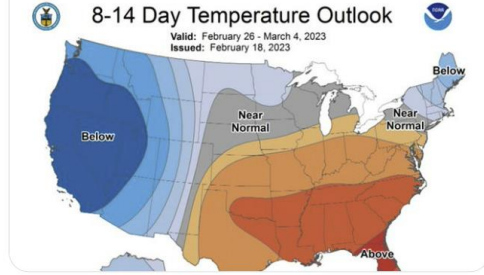 8-14 Day Temperature Outlook
Valid: February 26 - March 4, 2023
Issued: February 18, 2023
Below
Near
Normal
Near
Normal
Below
Above